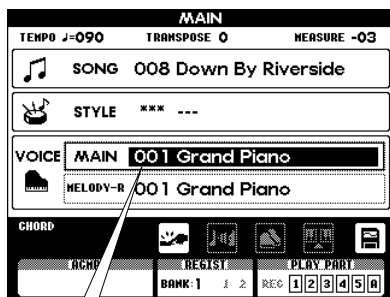 MAIN
TEMPO ♩=090 TRANSPOSE 0 MEASURE -03
SONG 008 Down By Riverside
STYLE *** ---
VOICE MAIN 001 Grand Piano
MELODY-R 001 Grand Piano
CHORD
ACMP REGIST PLAY PART
BANK:1 1 2 REC 1 2 3 4 5 A